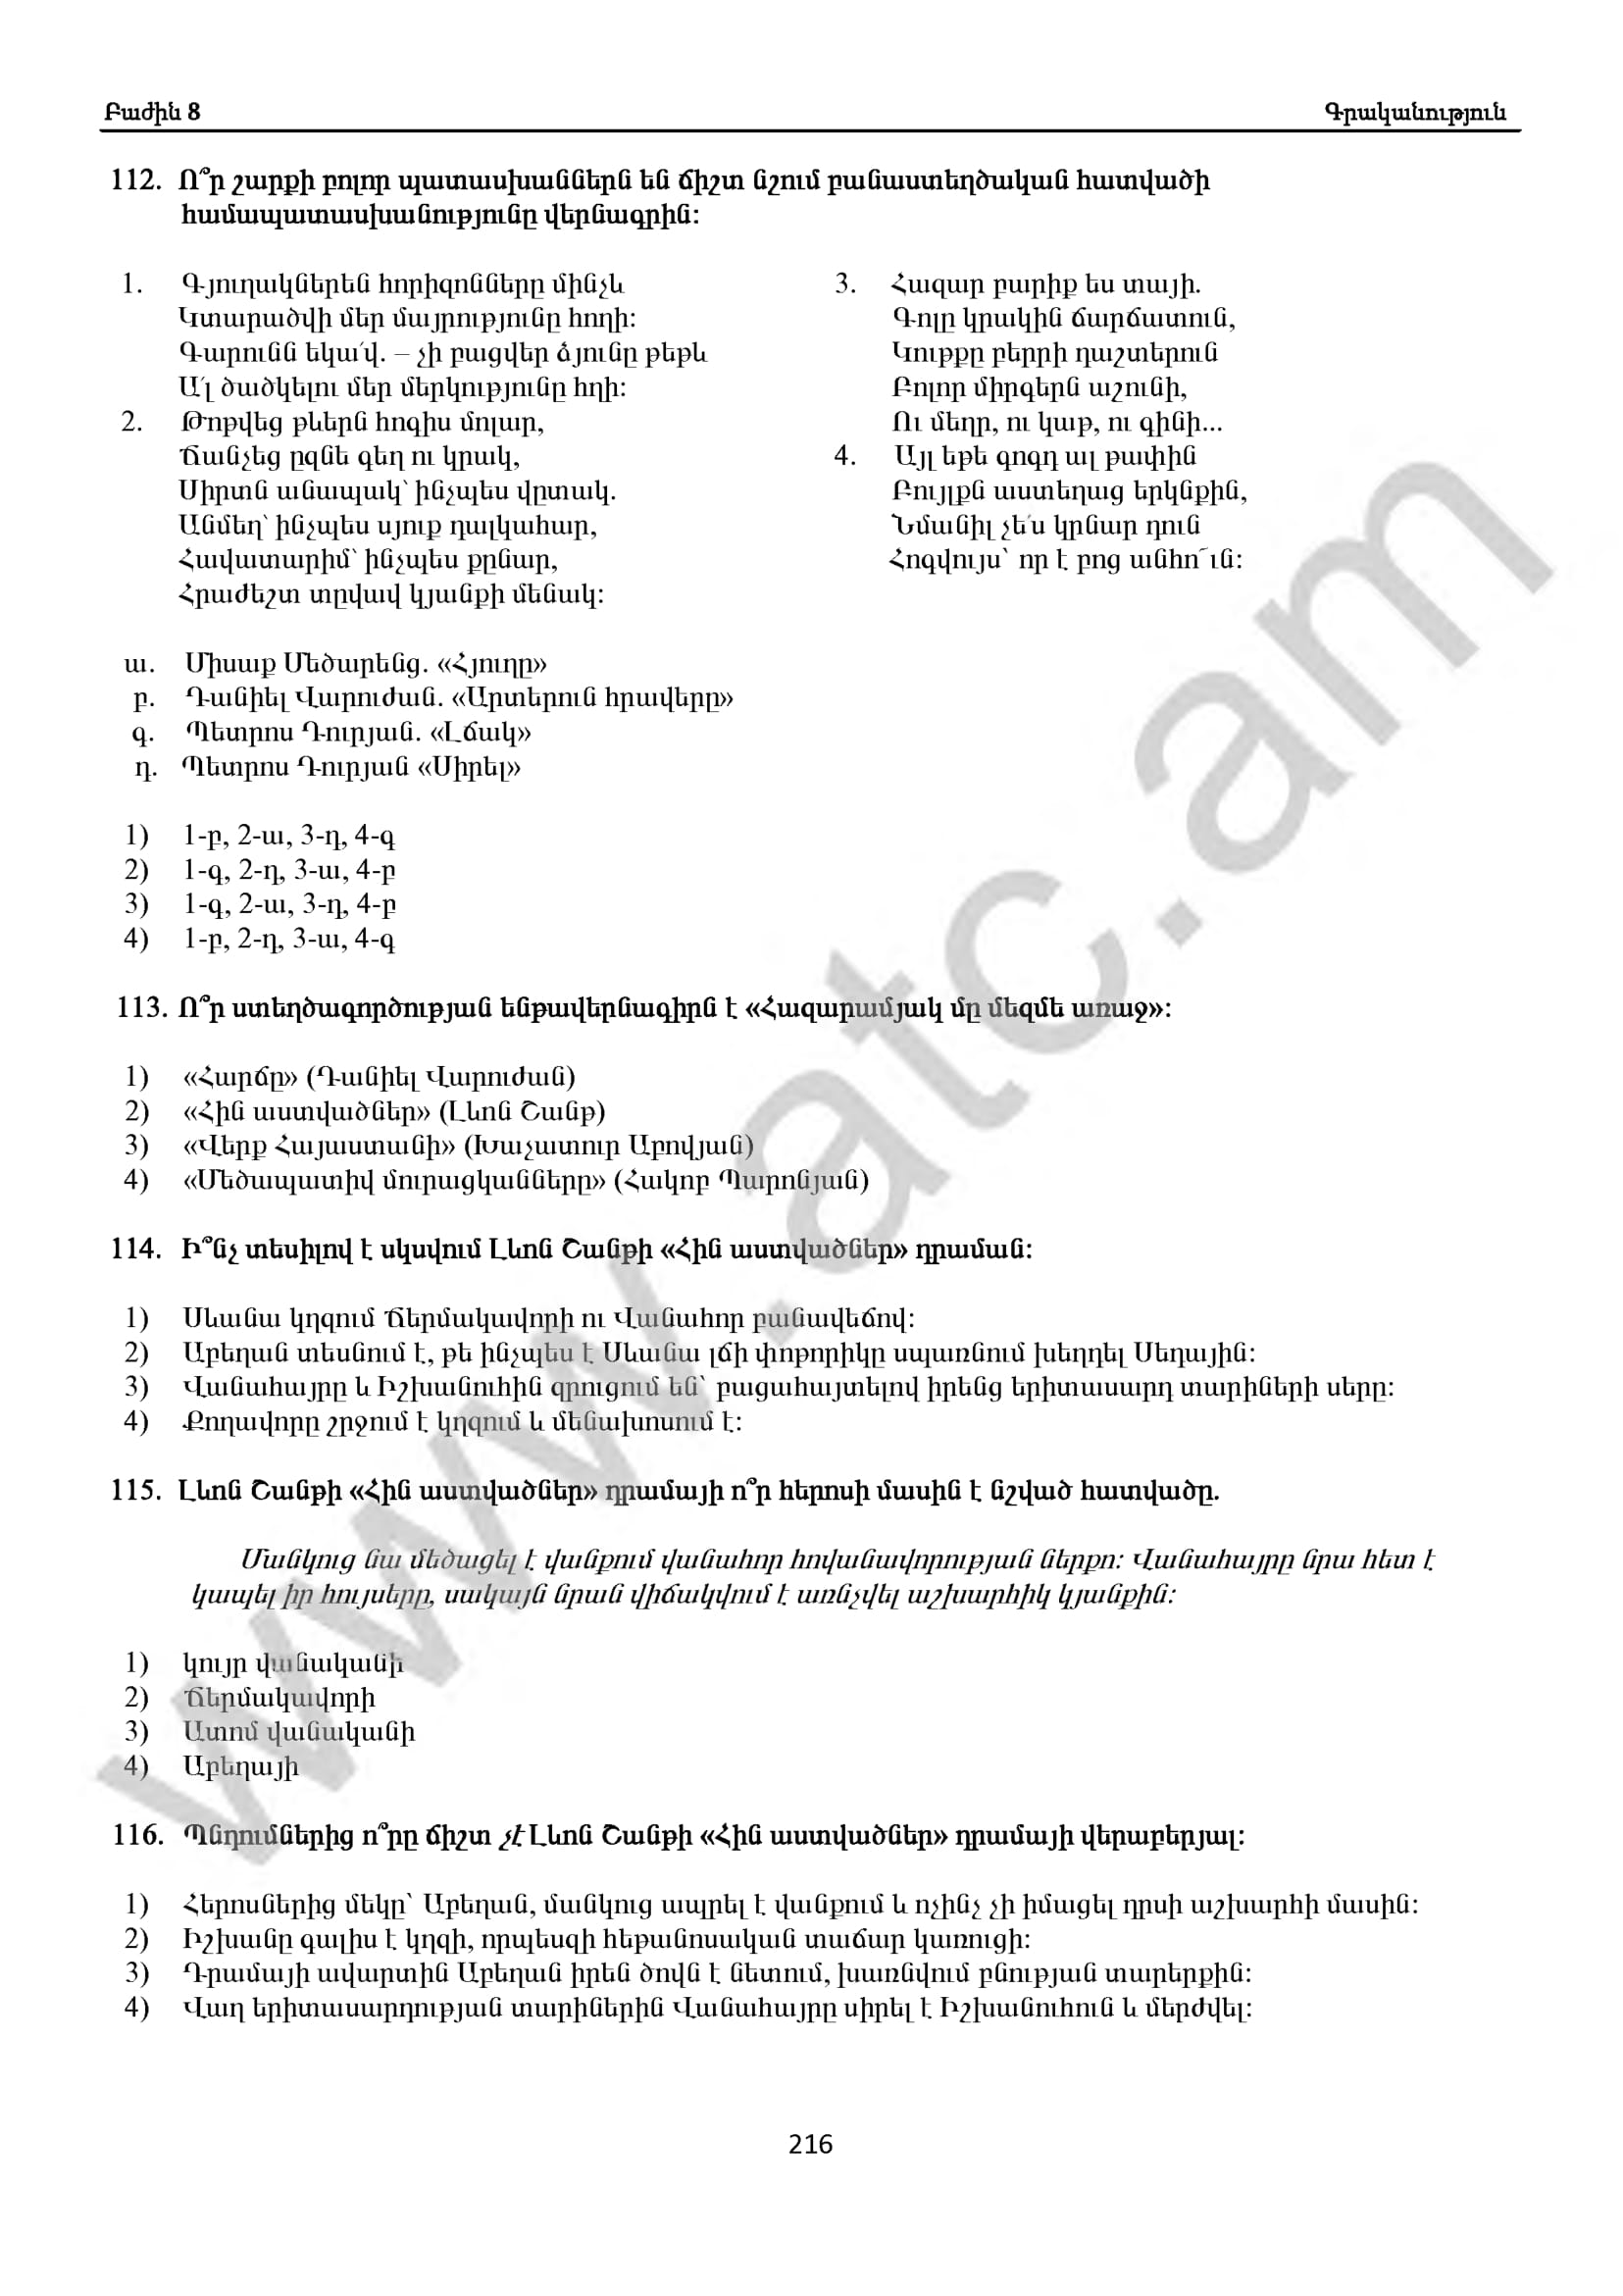 Բաժին 8 Գրականություն
112. Ո՞ր շարքի բոլոր պատասխաններն են ճիշտ նշում բանաստեղծական հատվածի
համապատասխանությունը վերնագրին:
1. Գյուղակներեն հորիզոնները մինչև
Կտարածվի մեր մայրությունը հողի:
Գարունն եկա՛վ. – չի բացվեր ձյունը թեթև
Ա՛լ ծածկելու մեր մերկությունը հղի:
2. Թոթվեց թևերն հոգիս մոլար,
Ճանչեց ըզնե գեղ ու կրակ,
Սիրտն անապակ՝ ինչպես վըտակ.
Անմեղ՝ ինչպես սյուք դալկահար,
Հավատարիմ՝ ինչպես քընար,
Հրաժեշտ տըվավ կյանքի մենակ:
3. Հազար բարիք ես տայի.
Գոլը կրակին ճարճատուն,
Կութքը բերրի դաշտերուն
Բոլոր միրգերն աշունի,
Ու մեղր, ու կաթ, ու գինի...
4. Այլ եթե գոգդ ալ թափին
Բույլքն աստեղաց երկնքին,
Նմանիլ չե՛ս կրնար դուն
Հոգվույս՝ որ է բոց անհո՜ւն:
ա. Միսաք Մեծարենց. «Հյուղը»
բ. Դանիել Վարուժան. «Արտերուն հրավերը»
գ. Պետրոս Դուրյան. «Լճակ»
դ. Պետրոս Դուրյան «Սիրել»
1) 1-բ, 2-ա, 3-դ, 4-գ
2) 1-գ, 2-դ, 3-ա, 4-բ
3) 1-գ, 2-ա, 3-դ, 4-բ
4) 1-բ, 2-դ, 3-ա, 4-գ
113. Ո՞ր ստեղծագործության ենթավերնագիրն է «Հազարամյակ մը մեզմե առաջ»:
1) «Հարճը» (Դանիել Վարուժան)
2) «Հին աստվածներ» (Լևոն Շանթ)
3) «Վերք Հայաստանի» (Խաչատուր Աբովյան)
4) «Մեծապատիվ մուրացկանները» (Հակոբ Պարոնյան)
114. Ի՞նչ տեսիլով է սկսվում Լևոն Շանթի «Հին աստվածներ» դրաման:
1) Սևանա կղզում Ճերմակավորի ու Վանահոր բանավեճով:
2) Աբեղան տեսնում է, թե ինչպես է Սևանա լճի փոթորիկը սպառնում խեղդել Սեդային:
3) Վանահայրը և Իշխանուհին զրուցում են՝ բացահայտելով իրենց երիտասարդ տարիների սերը:
4) Քողավորը շրջում է կղզում և մենախոսում է:
115. Լևոն Շանթի «Հին աստվածներ» դրամայի ո՞ր հերոսի մասին է նշված հատվածը.
Մանկուց նա մեծացել է վանքում վանահոր հովանավորության ներքո: Վանահայրը նրա հետ է
կապել իր հույսերը, սակայն նրան վիճակվում է առնչվել աշխարհիկ կյանքին:
1) կույր վանականի
2) Ճերմակավորի
3) Ատոմ վանականի
4) Աբեղայի
116. Պնդումներից ո՞րը ճիշտ չէ Լևոն Շանթի «Հին աստվածներ» դրամայի վերաբերյալ:
1) Հերոսներից մեկը՝ Աբեղան, մանկուց ապրել է վանքում և ոչինչ չի իմացել դրսի աշխարհի մասին:
2) Իշխանը գալիս է կղզի, որպեսզի հեթանոսական տաճար կառուցի:
3) Դրամայի ավարտին Աբեղան իրեն ծովն է նետում, խառնվում բնության տարերքին:
4) Վաղ երիտասարդության տարիներին Վանահայրը սիրել է Իշխանուհուն և մերժվել:
216
www.atc.am